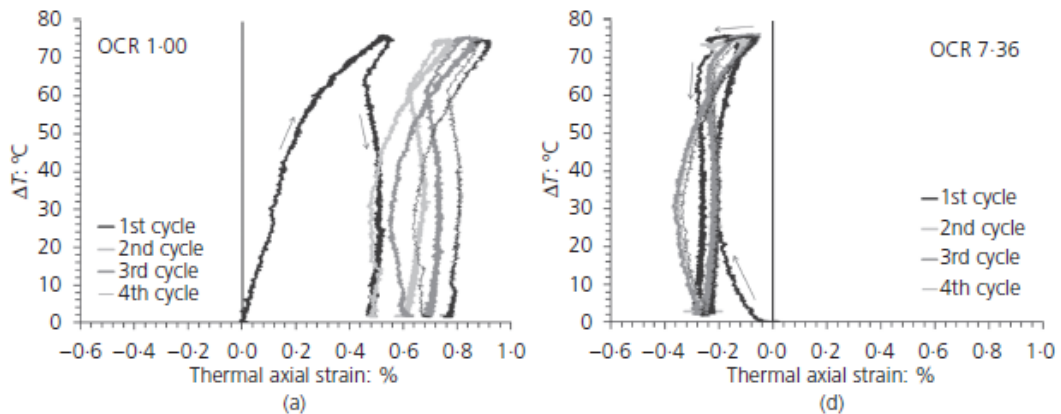 80
70
60
50
40
30
20
10
0
ΔT: °C
OCR 1·00
1st cycle
2nd cycle
3rd cycle
4th cycle
−0·6 −0·4 −0·2 0·0 0·2 0·4 0·6 0·8 1·0
Thermal axial strain: %
(a)
80
70
60
50
40
30
20
10
0
ΔT: °C
OCR 7·36
1st cycle
2nd cycle
3rd cycle
4th cycle
−0·6 −0·4 −0·2 0·0 0·2 0·4 0·6 0·8 1·0
Thermal axial strain: %
(d)